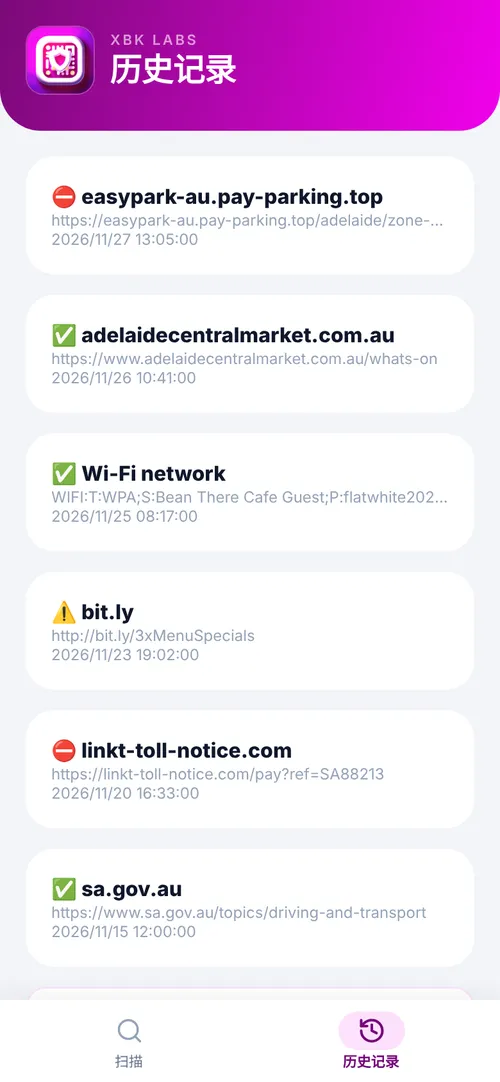 XBK LABS
历史记录
⛔ easypark-au.pay-parking.top
https://easypark-au.pay-parking.top/adelaide/zone-...
2026/11/27 13:05:00
✅ adelaidecentralmarket.com.au
https://www.adelaidecentralmarket.com.au/whats-on
2026/11/26 10:41:00
✅ Wi-Fi network
WIFI:T:WPA;S:Bean There Cafe Guest;P:flatwhite202...
2026/11/25 08:17:00
⚠️ bit.ly
http://bit.ly/3xMenuSpecials
2026/11/23 19:02:00
⛔ linkt-toll-notice.com
https://linkt-toll-notice.com/pay?ref=SA88213
2026/11/20 16:33:00
✅ sa.gov.au
https://www.sa.gov.au/topics/driving-and-transport
2026/11/15 12:00:00
扫描
历史记录